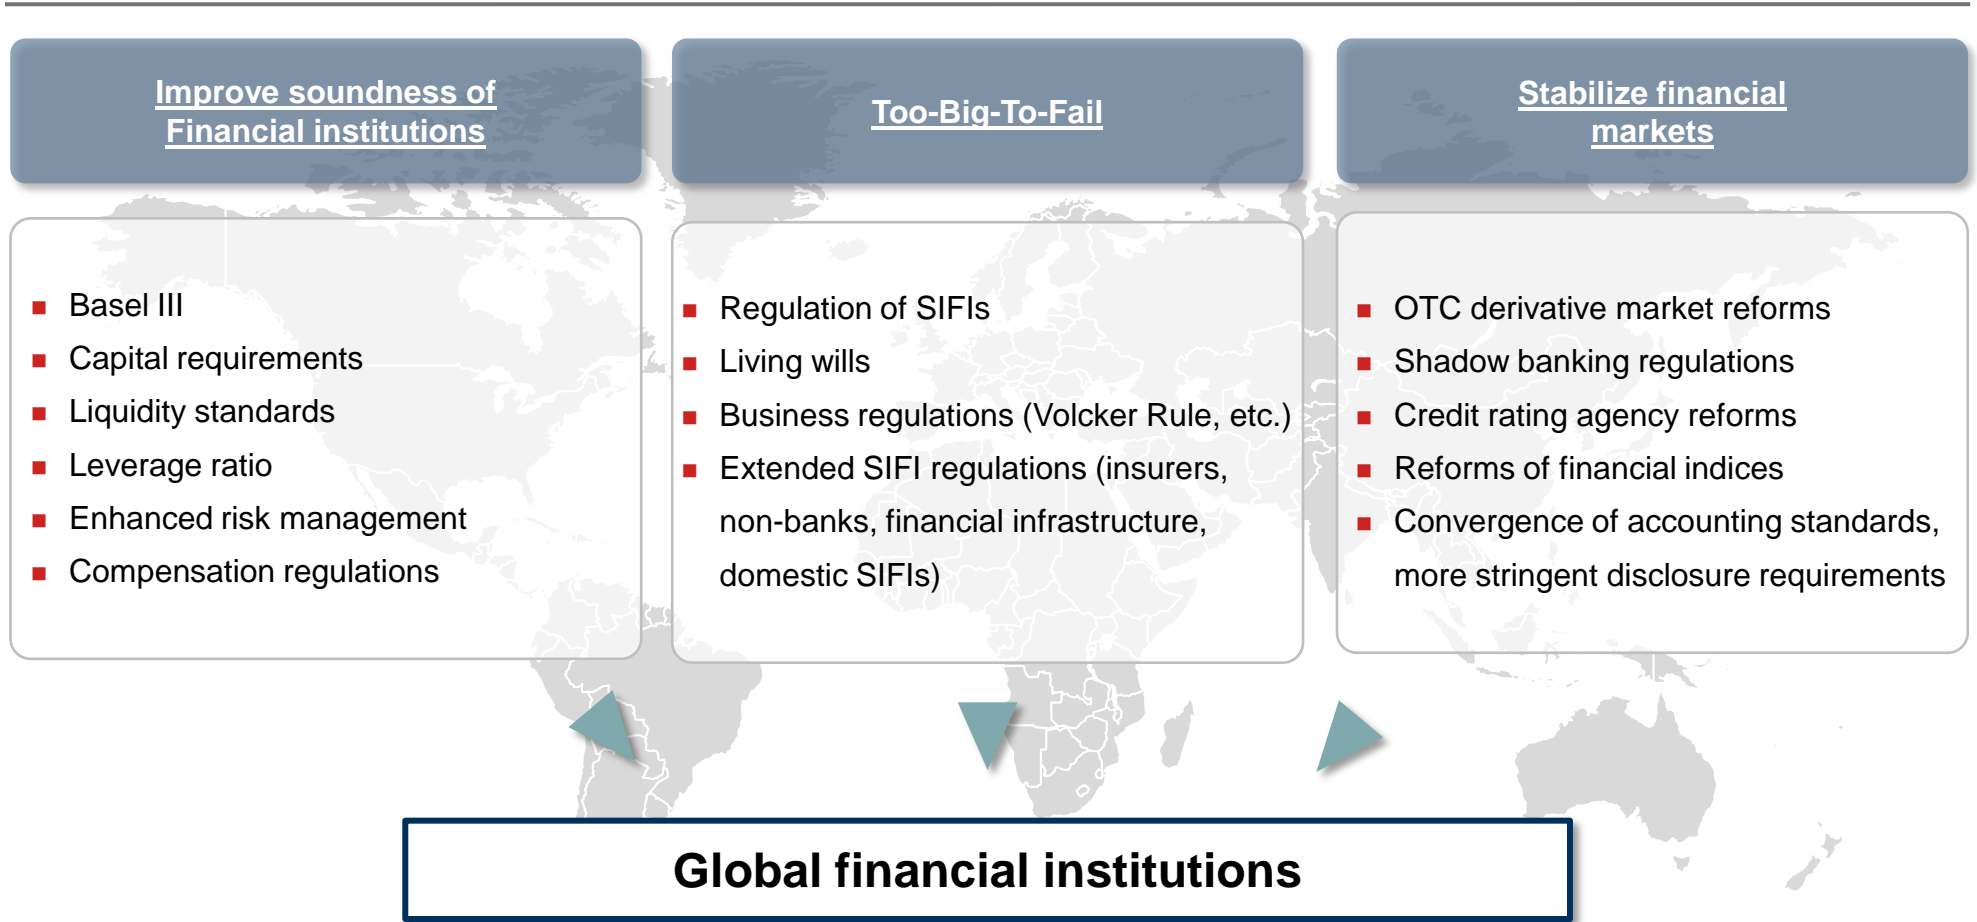 Improve soundness of
Financial institutions
Basel III
Capital requirements
Liquidity standards
Leverage ratio
Enhanced risk management
Compensation regulations
Too-Big-To-Fail
Regulation of SIFIs
Living wills
Business regulations (Volcker Rule, etc.)
Extended SIFI regulations (insurers,
non-banks, financial infrastructure,
domestic SIFIs)
Stabilize financial
markets
OTC derivative market reforms
Shadow banking regulations
Credit rating agency reforms
Reforms of financial indices
Convergence of accounting standards,
more stringent disclosure requirements
Global financial institutions